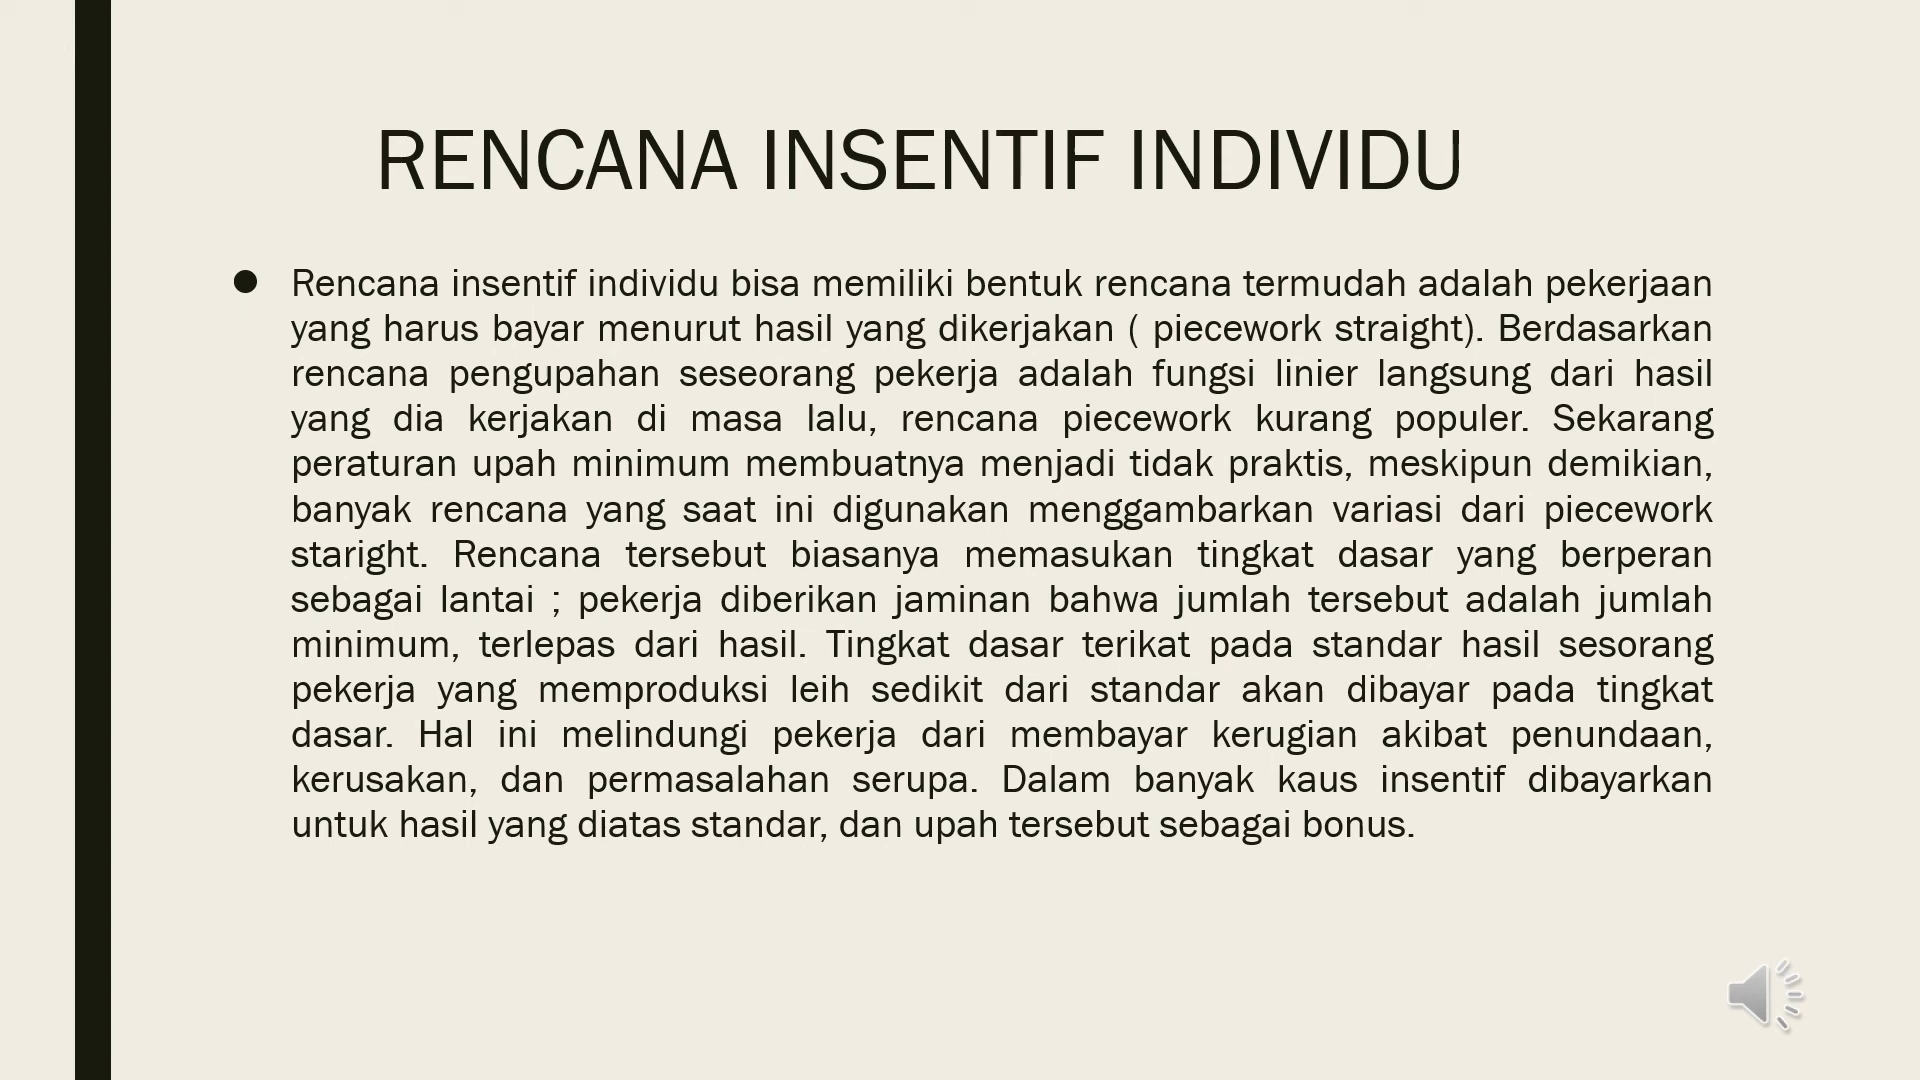 RENCANA INSENTIF INDIVIDU
● Rencana insentif individu bisa memiliki bentuk rencana termudah adalah pekerjaan
yang harus bayar menurut hasil yang dikerjakan ( piecework straight). Berdasarkan
rencana pengupahan seseorang pekerja adalah fungsi linier langsung dari hasil
yang dia kerjakan di masa lalu, rencana piecework kurang populer. Sekarang
peraturan upah minimum membuatnya menjadi tidak praktis, meskipun demikian,
banyak rencana yang saat ini digunakan menggambarkan variasi dari piecework
staright. Rencana tersebut biasanya memasukan tingkat dasar yang berperan
sebagai lantai ; pekerja diberikan jaminan bahwa jumlah tersebut adalah jumlah
minimum, terlepas dari hasil. Tingkat dasar terikat pada standar hasil sesorang
pekerja yang memproduksi leih sedikit dari standar akan dibayar pada tingkat
dasar. Hal ini melindungi pekerja dari membayar kerugian akibat penundaan,
kerusakan, dan permasalahan serupa. Dalam banyak kaus insentif dibayarkan
untuk hasil yang diatas standar, dan upah tersebut sebagai bonus.